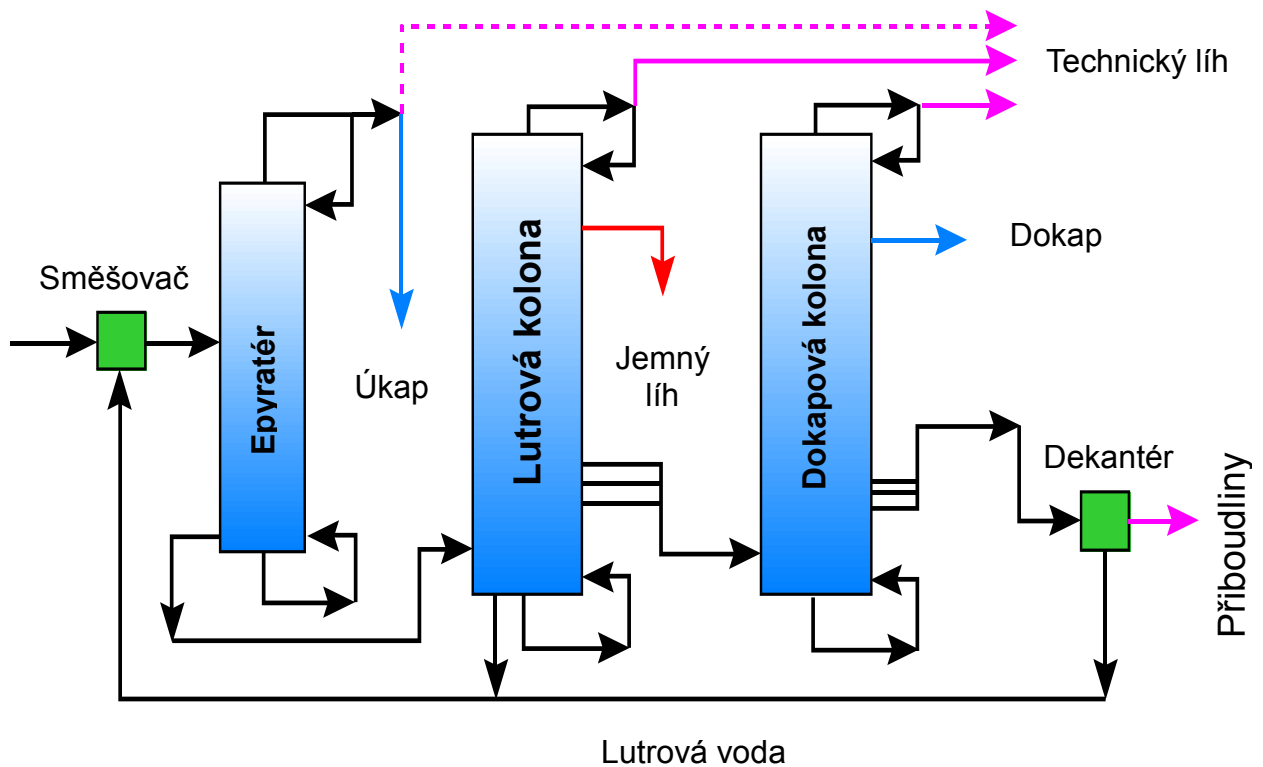 Technický líh
Směšovač
Epyratér
Úkap
Lutrová kolona
Jemný
líh
Dokapová kolona
Dokap
Dekantér
Přiboudliny
Lutrová voda